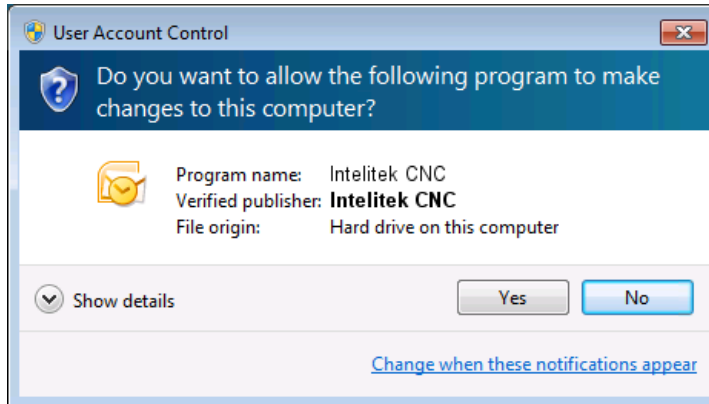 User Account Control
Do you want to allow the following program to make
changes to this computer?
Program name: Intelitek CNC
Verified publisher: Intelitek CNC
File origin: Hard drive on this computer
Show details
Yes
No
Change when these notifications appear